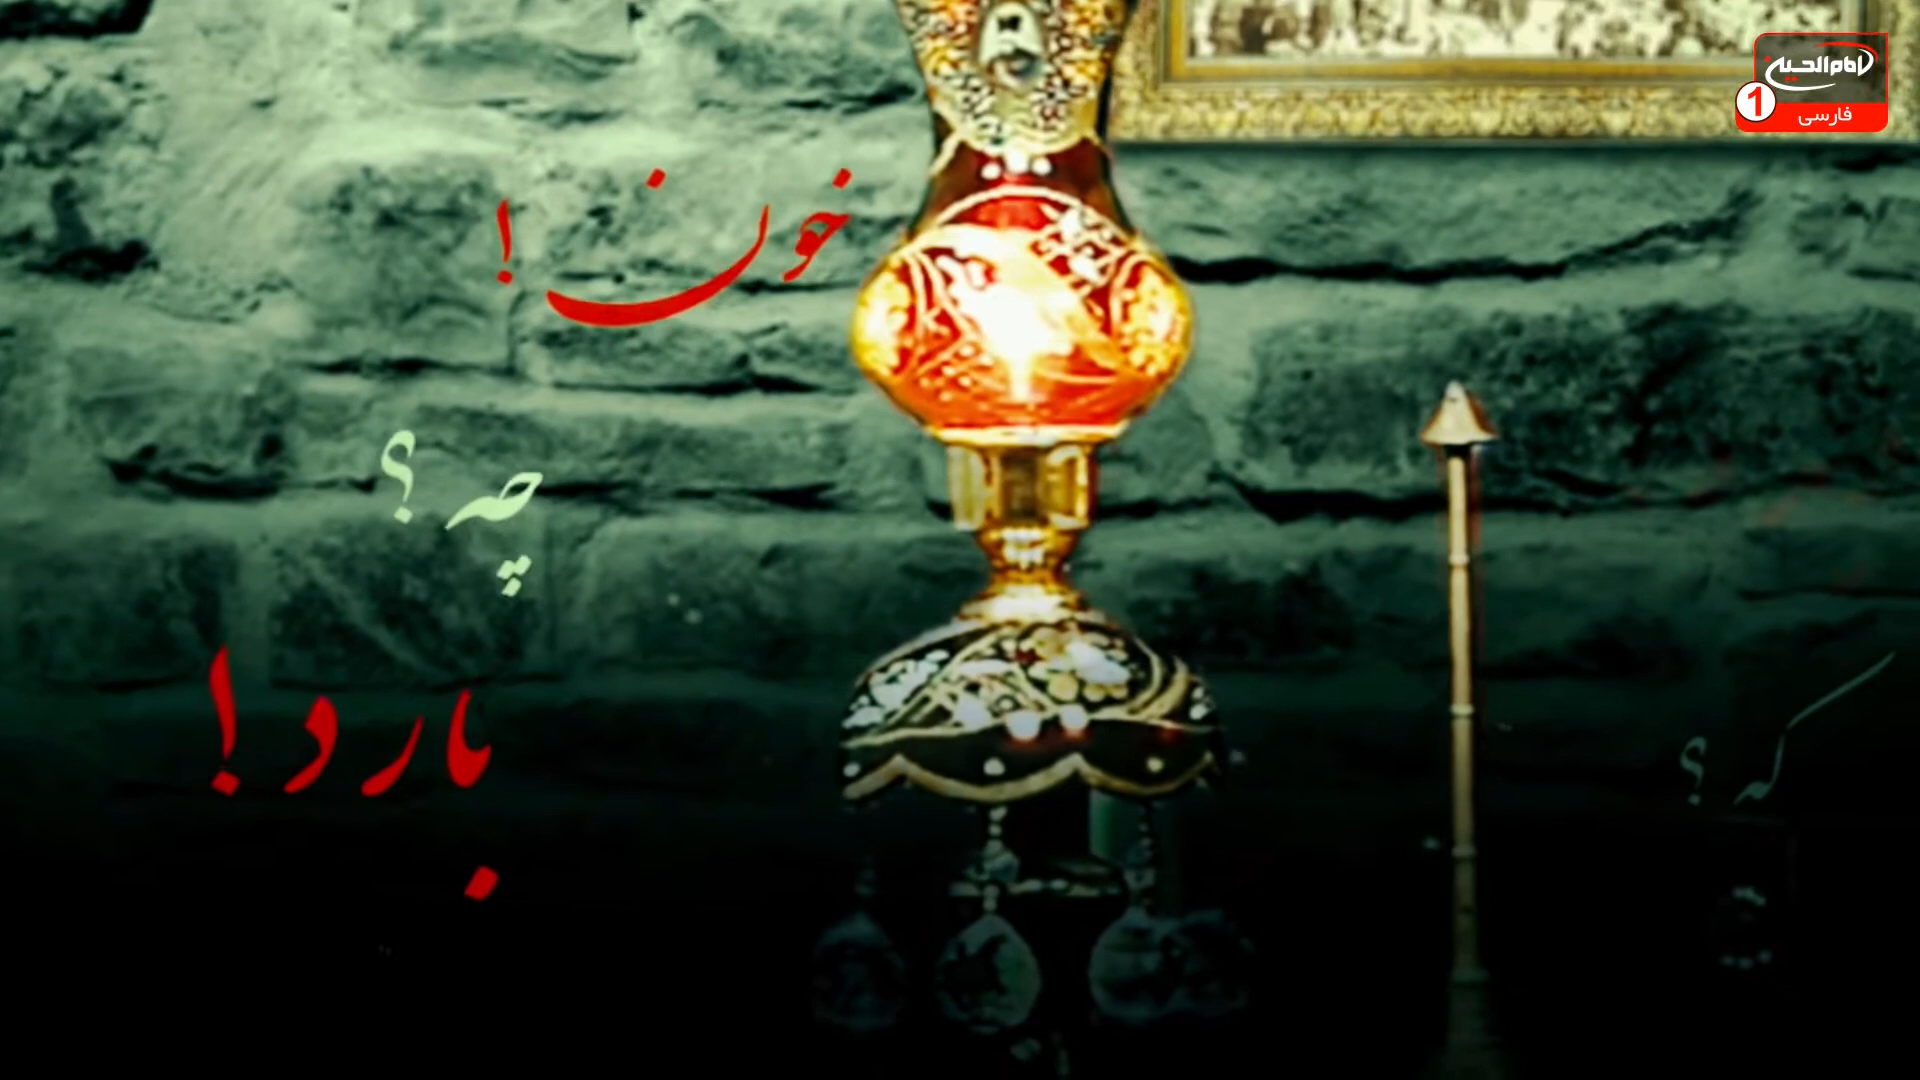 امام الحسین
1
فارسی
خون !
چه ؟
بارد !
که ؟